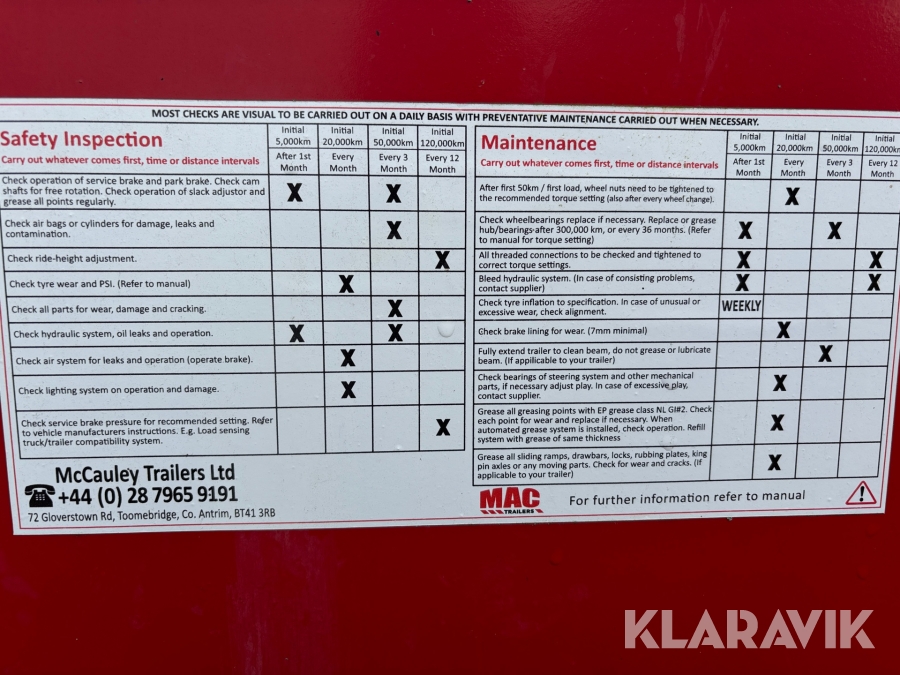 MOST CHECKS ARE VISUAL TO BE CARRIED OUT ON A DAILY BASIS WITH PREVENTATIVE MAINTENANCE CARRIED OUT WHEN NECESSARY.
Safety Inspection
Carry out whatever comes first, time or distance intervals
Initial 5,000km
Initial 20,000km
Initial 50,000km
Initial 120,000km
After 1st Month
Every Month
Every 3 Month
Every 12 Month
Check operation of service brake and park brake. Check cam
shafts for free rotation. Check operation of slack adjustor and
grease all points regularly.
X X
Check air bags or cylinders for damage, leaks and
contamination.
X
Check ride-height adjustment.
X
Check tyre wear and PSI. (Refer to manual)
X
Check all parts for wear, damage and cracking.
X
Check hydraulic system, oil leaks and operation.
X X
Check air system for leaks and operation (operate brake).
X
Check lighting system on operation and damage.
X
Check service brake pressure for recommended setting. Refer
to vehicle manufacturers instructions. E.g. Load sensing
truck/trailer compatibility system.
X
McCauley Trailers Ltd
+44 (0) 28 7965 9191
72 Gloverstown Rd, Toomebridge, Co. Antrim, BT41 3RB
Maintenance
Carry out whatever comes first, time or distance intervals
Initial 5,000km
Initial 20,000km
Initial 50,000km
Initial 120,000km
After 1st Month
Every Month
Every 3 Month
Every 12 Month
After first 50km / first load, wheel nuts need to be tightened to
the recommended torque setting (also after every wheel change).
X
Check wheelbearings replace if necessary. Replace or grease
hub/bearings-after 300,000 km, or every 36 months. (Refer
to manual for torque setting)
X X
All threaded connections to be checked and tightened to
correct torque settings.
X X
Bleed hydraulic system. (In case of consisting problems,
contact supplier)
X X
Check tyre inflation to specification. In case of unusual or
excessive wear, check alignment.
WEEKLY
Check brake lining for wear. (7mm minimal)
X
Fully extend trailer to clean beam, do not grease or lubricate
beam. (If appliicable to your trailer)
X
Check bearings of steering system and other mechanical
parts, if necessary adjust play. In case of excessive play,
contact supplier.
X
Grease all greasing points with EP grease class NL GI#2. Check
each point for wear and replace if necessary. When
automated grease system is installed, check operation. Refill
system with grease of same thickness
X
Grease all sliding ramps, drawbars, locks, rubbing plates, king
pin axles or any moving parts. Check for wear and cracks. (If
applicable to your trailer)
X
MAC
TRAILERS
For further information refer to manual
KLARAVIK